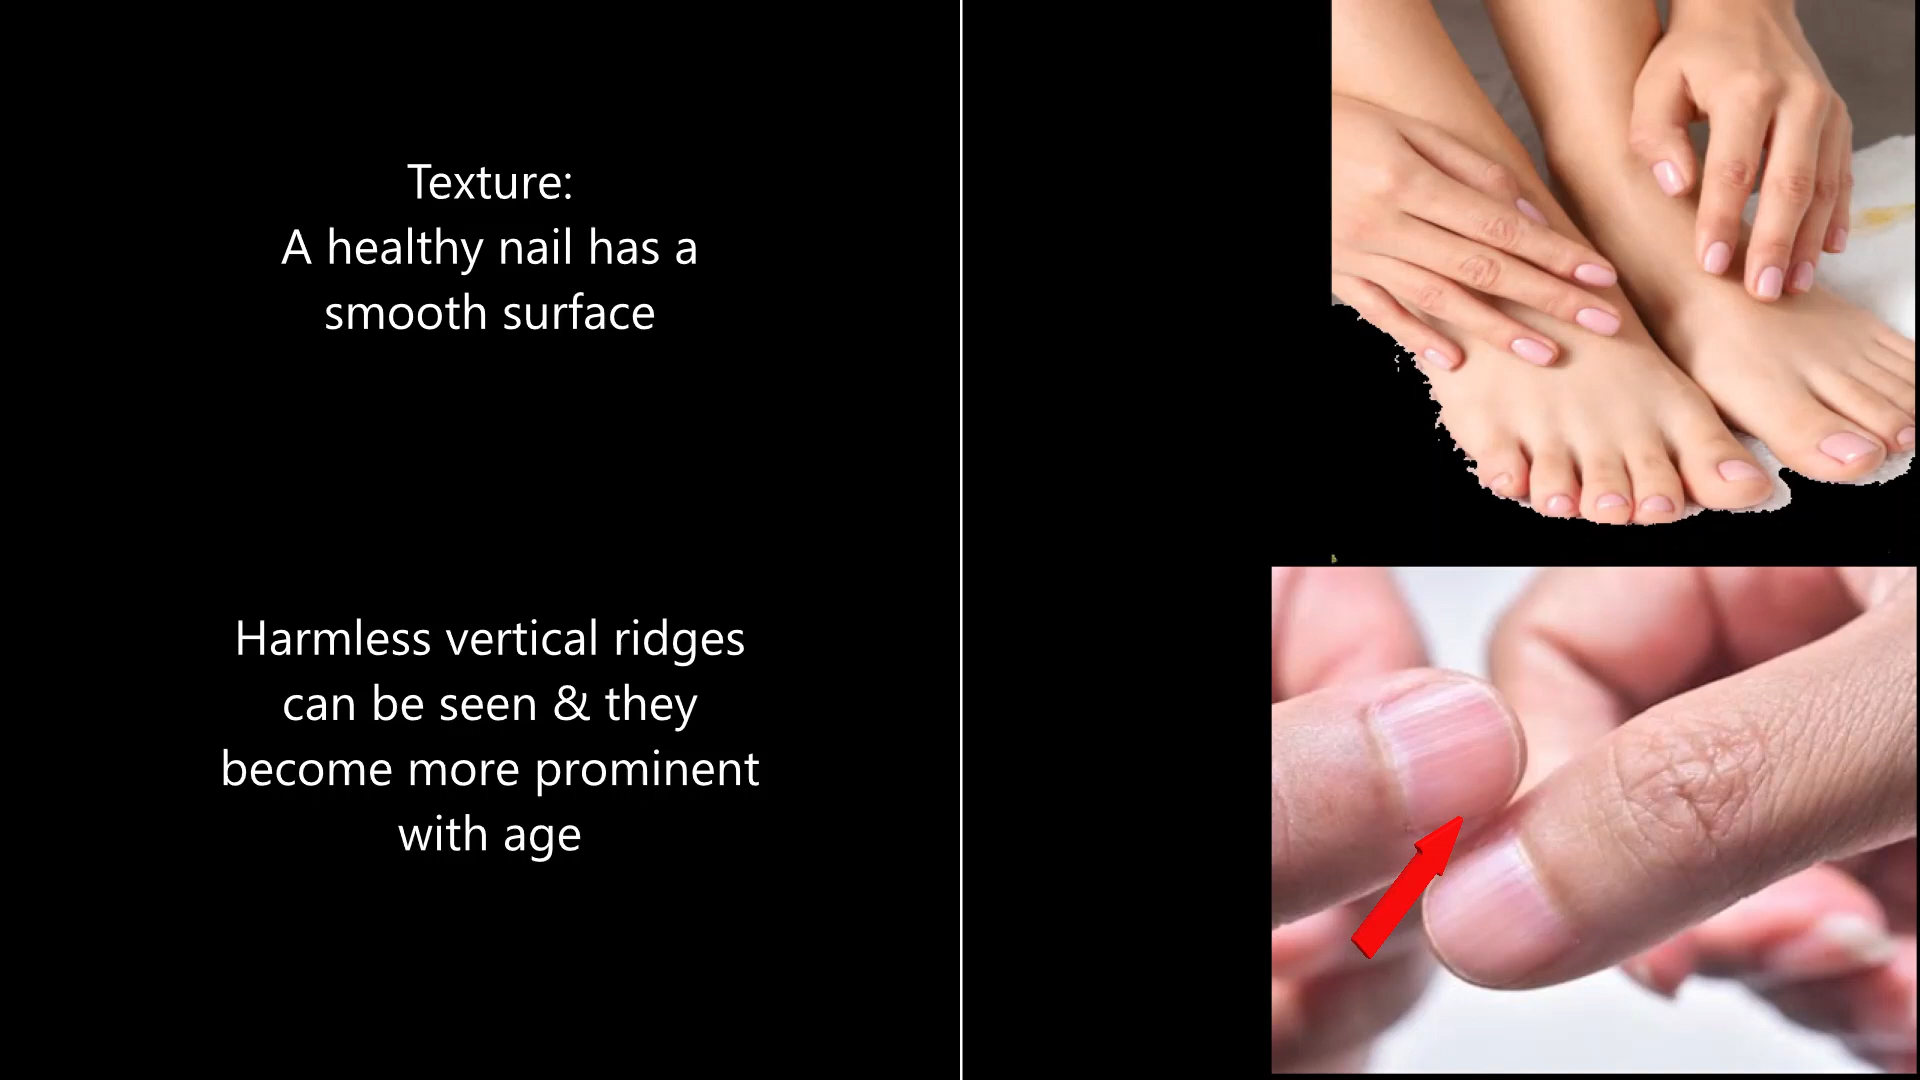 Texture:
A healthy nail has a
smooth surface
Harmless vertical ridges
can be seen & they
become more prominent
with age